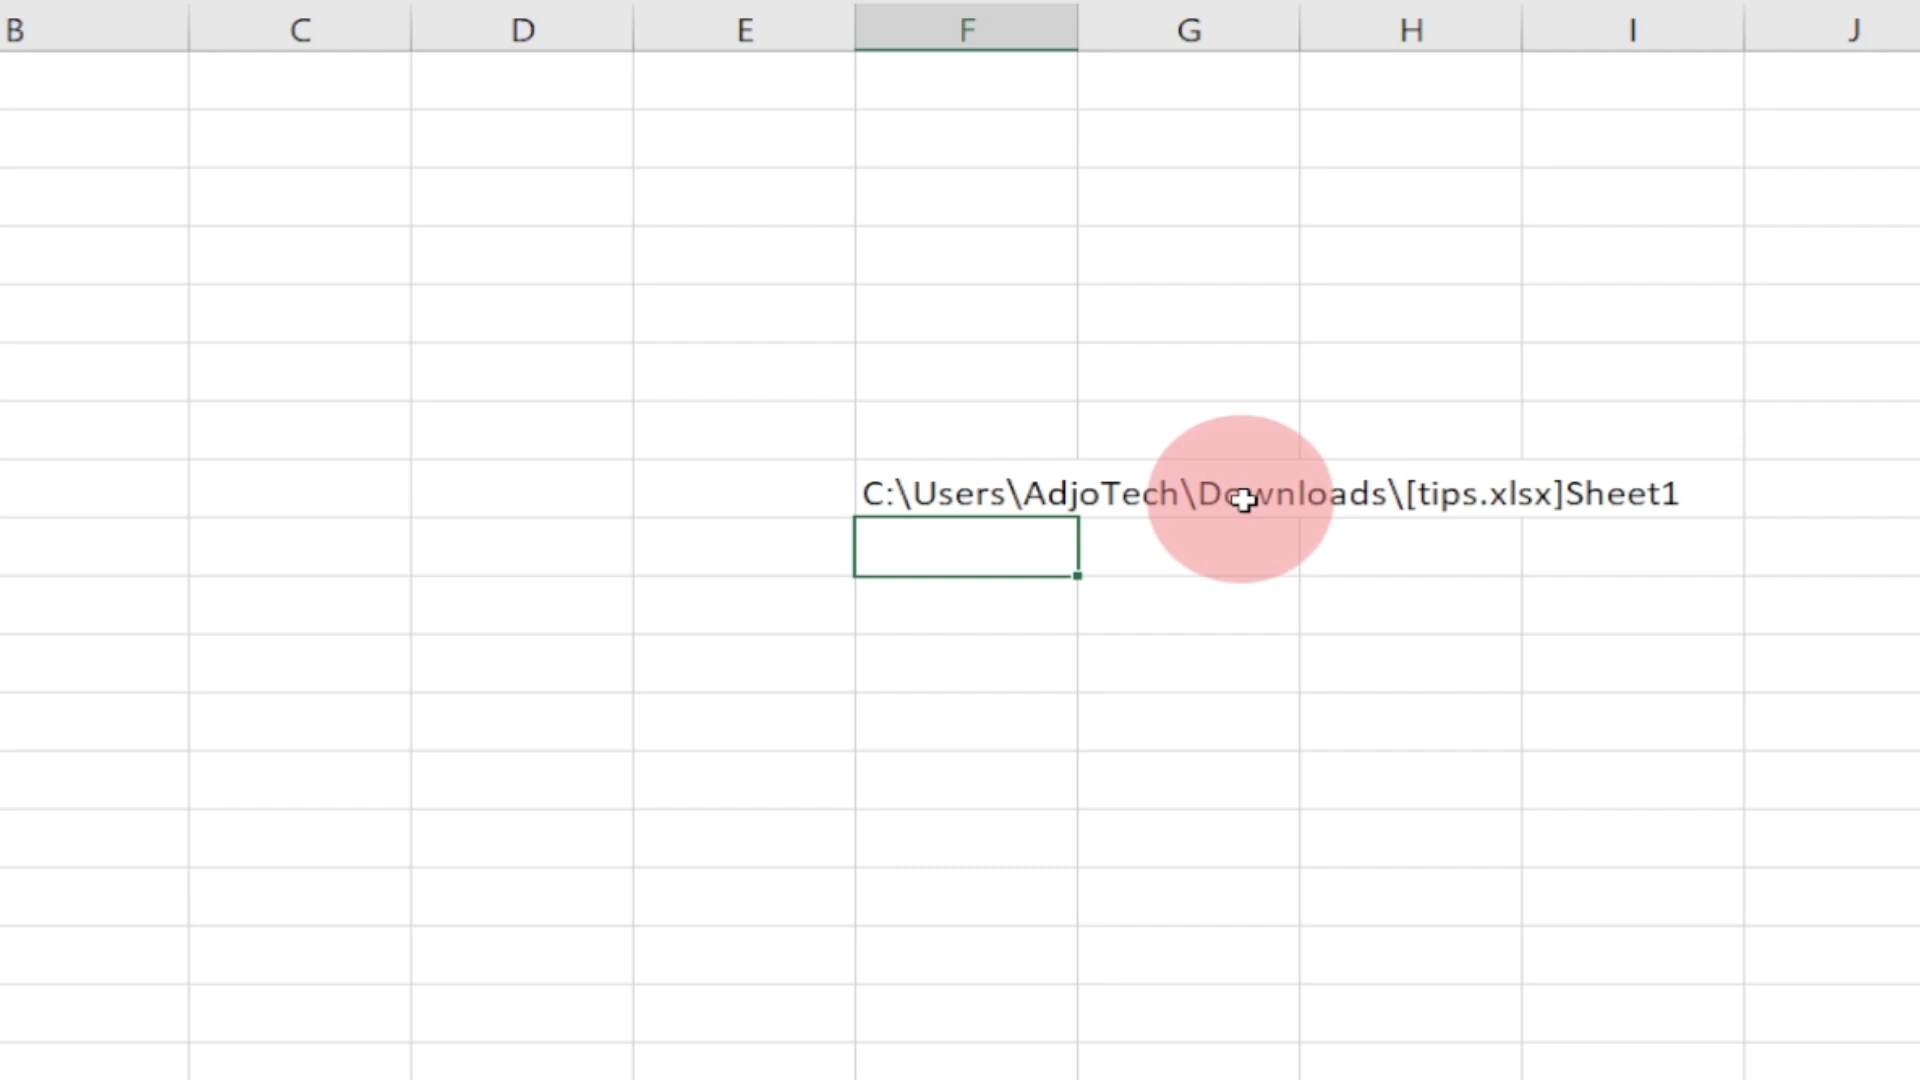 B C D E F G H I J
C:\Users\AdjoTech\Downloads\[tips.xlsx]Sheet1